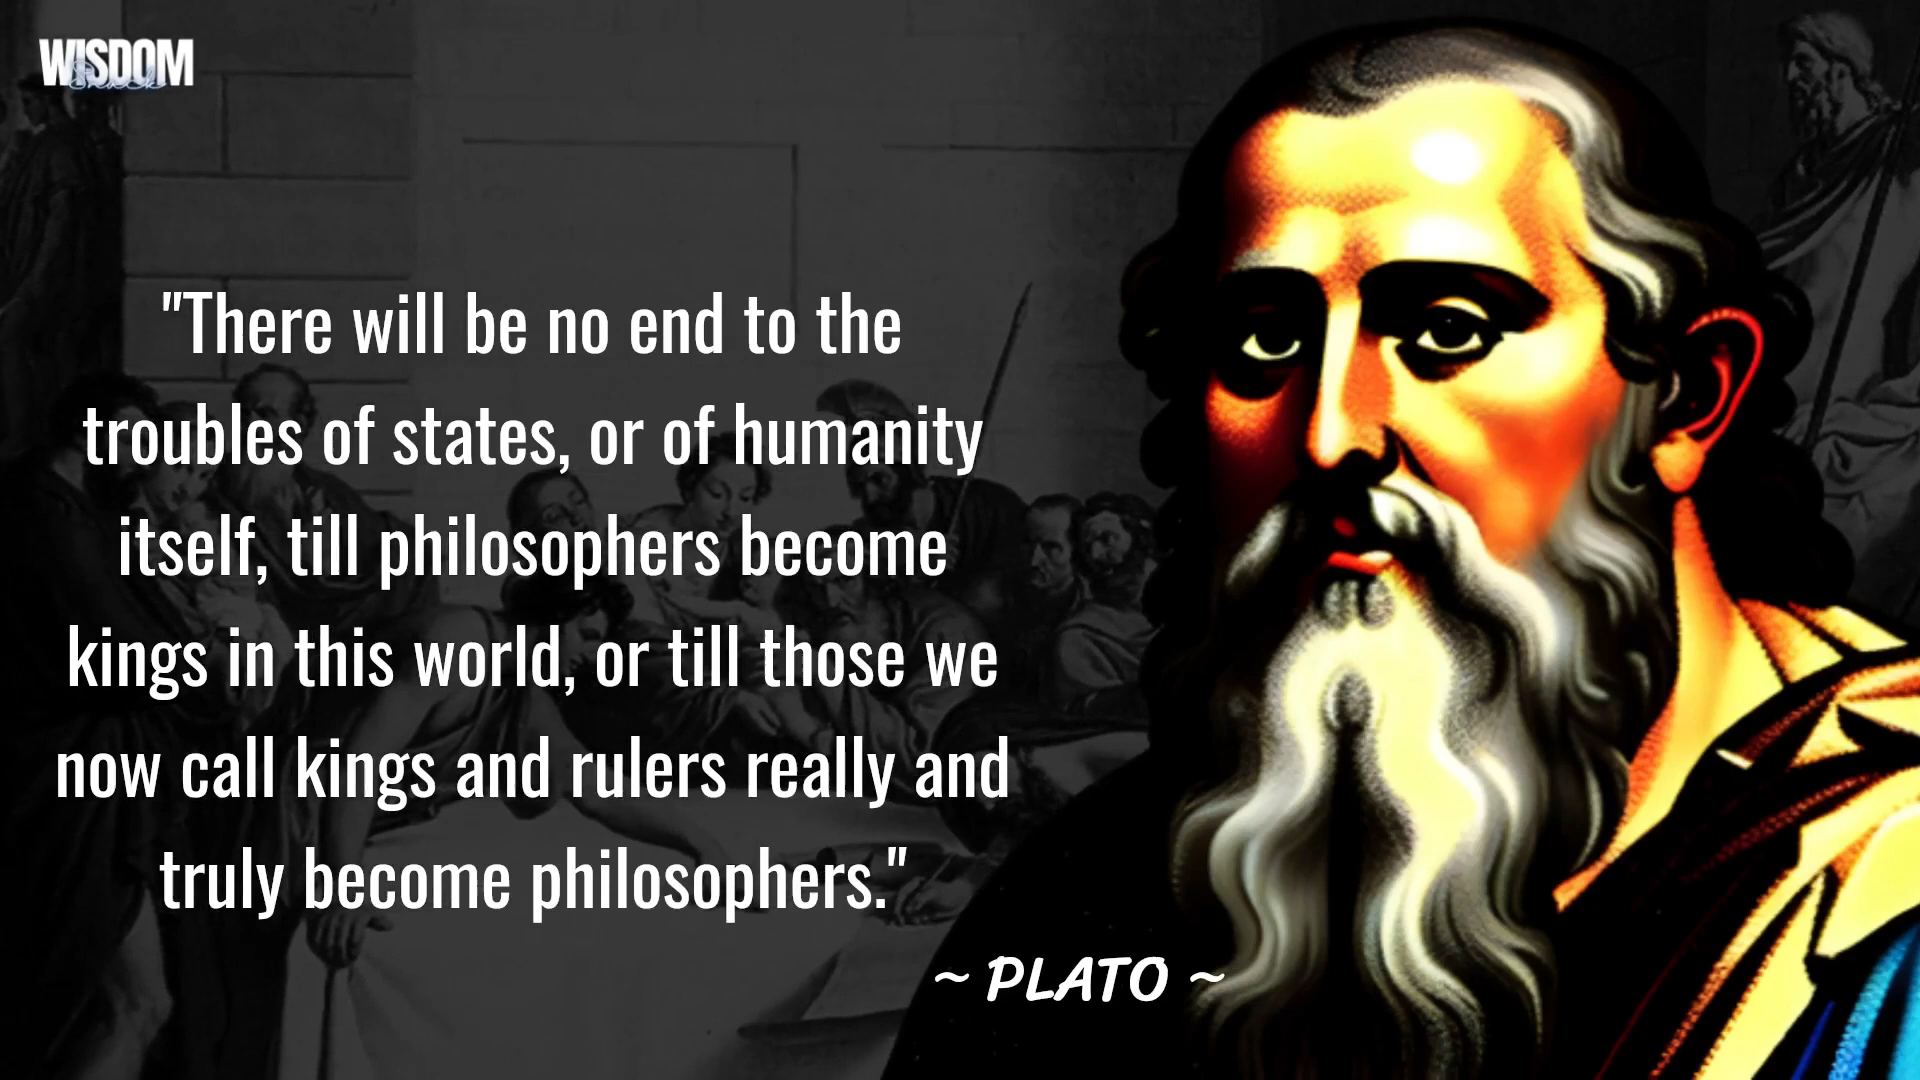 WISDOM
"There will be no end to the
troubles of states, or of humanity
itself, till philosophers become
kings in this world, or till those we
now call kings and rulers really and
truly become philosophers."
~ PLATO ~